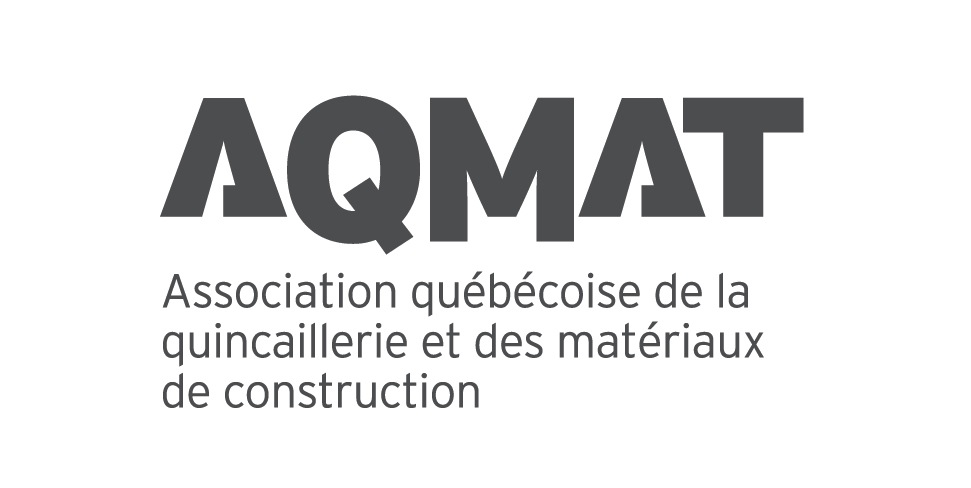 AQMAT
Association québécoise de la
quincaillerie et des matériaux
de construction